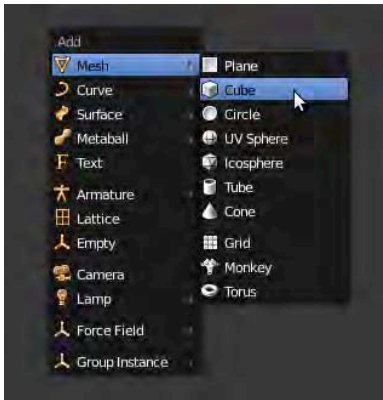 Add
Mesh
Curve
Surface
Metaball
Text
Armature
Lattice
Empty
Camera
Lamp
Force Field
Group Instance
Plane
Cube
Circle
UV Sphere
Icosphere
Tube
Cone
Grid
Monkey
Torus